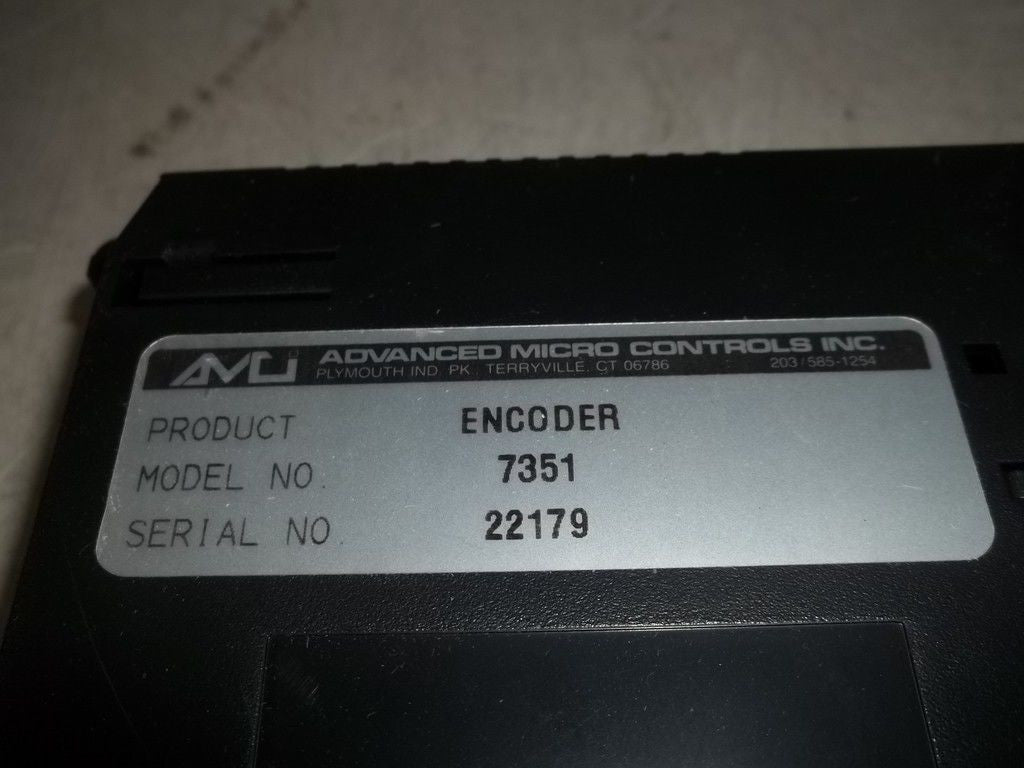 AMCI ADVANCED MICRO CONTROLS INC.
PLYMOUTH IND. PK. TERRYVILLE, CT 06786 203/585-1254
PRODUCT ENCODER
MODEL NO. 7351
SERIAL NO. 22179